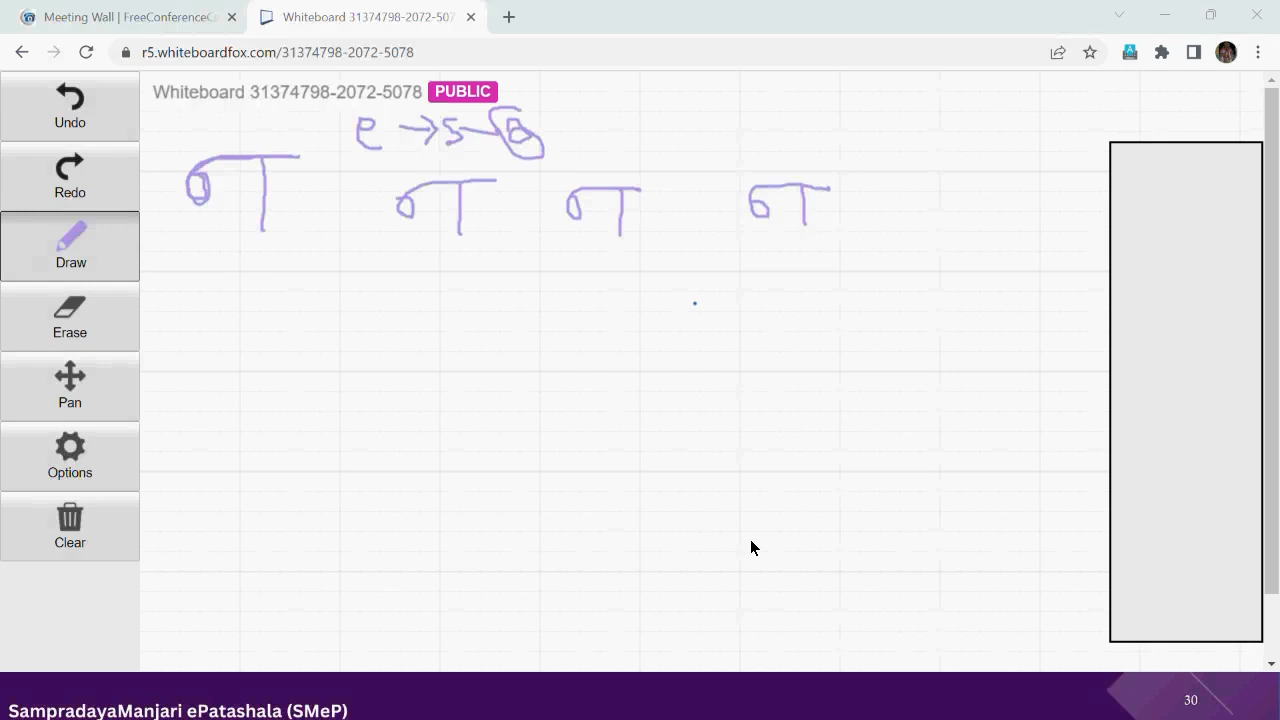 Meeting Wall | FreeConferenceC
Whiteboard 31374798-2072-507
r5.whiteboardfox.com/31374798-2072-5078
Whiteboard 31374798-2072-5078 PUBLIC
Undo
Redo
Draw
Erase
Pan
Options
Clear
30
SampradayaManjari ePatashala (SMeP)